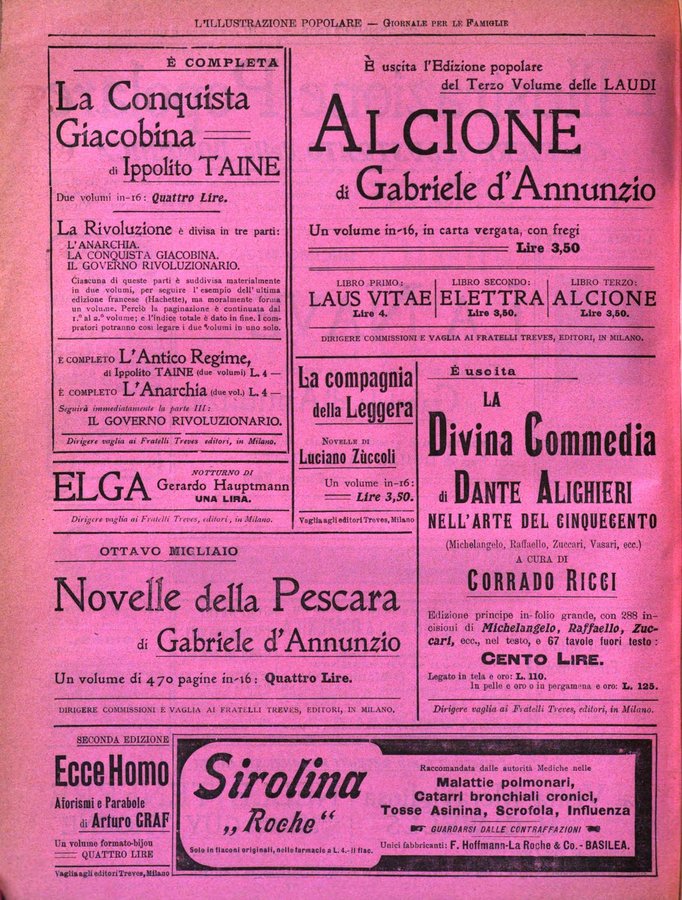 L'ILLUSTRAZIONE POPOLARE — GIORNALE PER LE FAMIGLIE
È COMPLETA
La Conquista
Giacobina
di Ippolito TAINE
Due volumi in-16: Quattro Lire.
La Rivoluzione è divisa in tre parti:
L'ANARCHIA.
LA CONQUISTA GIACOBINA.
IL GOVERNO RIVOLUZIONARIO.
Ciascuna di queste parti è suddivisa materialmente
in due volumi, per seguire l'esempio dell'ultima
edizione francese (Hachette), ma moralmente forma
un volume. Perciò la paginazione è continuata dal
1.º al 2.º volume; e l'indice totale è dato in fine. I com-
pratori potranno così legare i due volumi in uno solo.
È COMPLETO L'Antico Regime,
di Ippolito TAINE (due volumi) L. 4 —
È COMPLETO L'Anarchia (due vol.) L. 4 —
Seguirà immediatamente la parte III:
IL GOVERNO RIVOLUZIONARIO.
Dirigere vaglia ai Fratelli Treves editori, in Milano.
È uscita l'Edizione popolare
del Terzo Volume delle LAUDI
ALCIONE
di Gabriele d'Annunzio
Un volume in-16, in carta vergata, con fregi
Lire 3,50
LIBRO PRIMO:
LAUS VITAE
Lire 4.
LIBRO SECONDO:
ELETTRA
Lire 3,50.
LIBRO TERZO:
ALCIONE
Lire 3,50.
DIRIGERE COMMISSIONI E VAGLIA AI FRATELLI TREVES, EDITORI, IN MILANO.
ELGA
NOTTURNO DI
Gerardo Hauptmann
UNA LIRA.
Dirigere vaglia ai Fratelli Treves, editori, in Milano.
La compagnia
della Leggera
NOVELLE DI
Luciano Zùccoli
Un volume in-16:
Lire 3,50.
Vaglia agli editori Treves, Milano
È uscita
LA
Divina Commedia
di DANTE ALIGHIERI
NELL'ARTE DEL CINQUECENTO
(Michelangelo, Raffaello, Zuccari, Vasari, ecc.)
A CURA DI
CORRADO RICCI
Edizione principe in-folio grande, con 288 in-
cisioni di Michelangelo, Raffaello, Zuc-
cari, ecc., nel testo, e 67 tavole fuori testo:
CENTO LIRE.
Legato in tela e oro: L. 110.
In pelle e oro o in pergamena e oro: L. 125.
Dirigere vaglia ai Fratelli Treves, editori, in Milano.
OTTAVO MIGLIAIO
Novelle della Pescara
di Gabriele d'Annunzio
Un volume di 470 pagine in-16: Quattro Lire.
DIRIGERE COMMISSIONI E VAGLIA AI FRATELLI TREVES, EDITORI, IN MILANO.
SECONDA EDIZIONE
Ecce Homo
Aforismi e Parabole
di Arturo GRAF
Un volume formato-bijou
QUATTRO LIRE
Vaglia agli editori Treves, Milano
Sirolina
„Roche“
Solo in flaconi originali, nelle farmacie a L. 4.- il flac.
Raccomandata dalle autorità Mediche nelle
Malattie polmonari,
Catarri bronchiali cronici,
Tosse Asinina, Scrofola, Influenza
GUARDARSI DALLE CONTRAFFAZIONI
Unici fabbricanti: F. Hoffmann-La Roche & Co. - BASILEA.